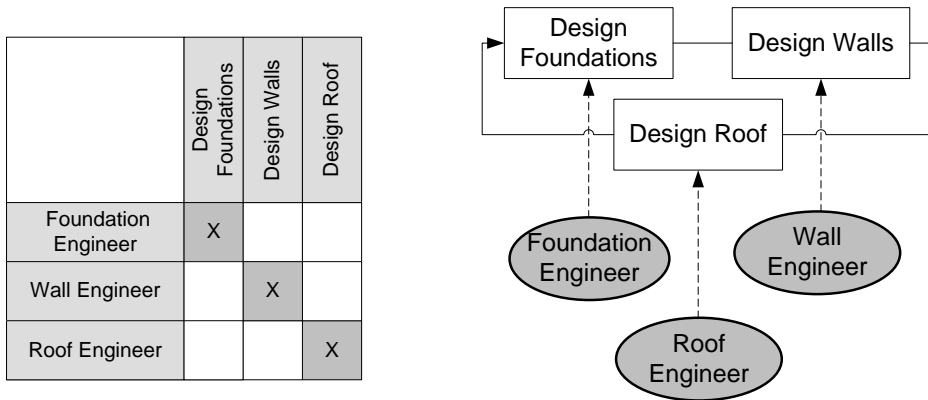 Design
Foundations
Design Walls
Design Roof
Foundation
Engineer
X
Wall Engineer
X
Roof Engineer
X
Design
Foundations
Design Walls
Design Roof
Foundation
Engineer
Wall
Engineer
Roof
Engineer